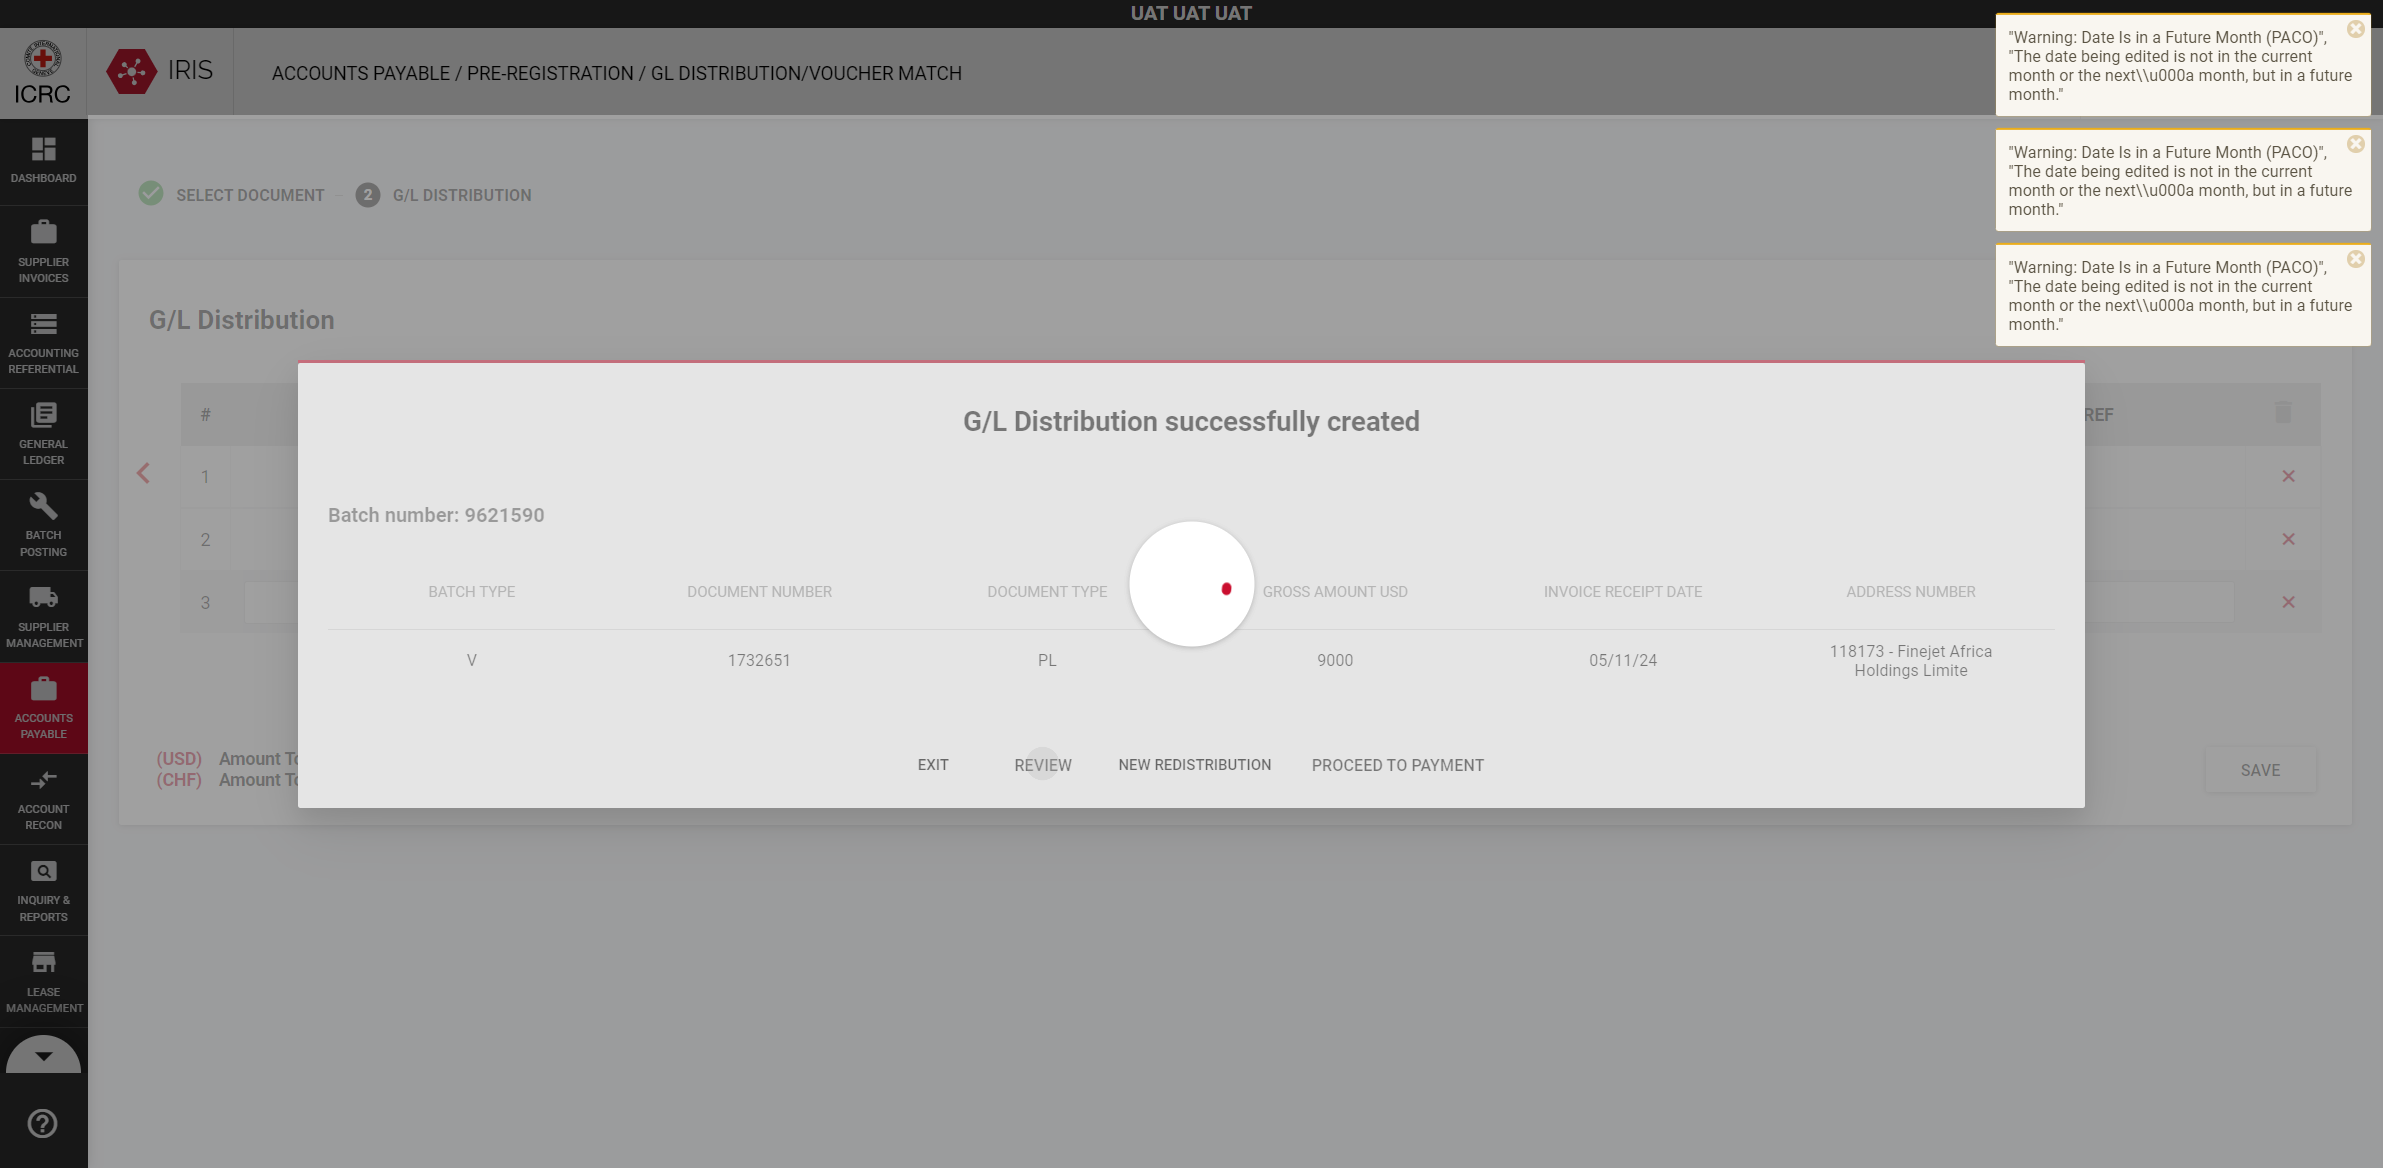 UAT UAT UAT
ICRC
IRIS
ACCOUNTS PAYABLE / PRE-REGISTRATION / GL DISTRIBUTION/VOUCHER MATCH
"Warning: Date Is in a Future Month (PACO)",
"The date being edited is not in the current
month or the next\\u000a month, but in a future
month."
"Warning: Date Is in a Future Month (PACO)",
"The date being edited is not in the current
month or the next\\u000a month, but in a future
month."
"Warning: Date Is in a Future Month (PACO)",
"The date being edited is not in the current
month or the next\\u000a month, but in a future
month."
DASHBOARD
SUPPLIER
INVOICES
ACCOUNTING
REFERENTIAL
GENERAL
LEDGER
BATCH
POSTING
SUPPLIER
MANAGEMENT
ACCOUNTS
PAYABLE
ACCOUNT
RECON
INQUIRY &
REPORTS
LEASE
MANAGEMENT
SELECT DOCUMENT
2 G/L DISTRIBUTION
G/L Distribution
# REF
1
2
3
G/L Distribution successfully created
Batch number: 9621590
BATCH TYPE DOCUMENT NUMBER DOCUMENT TYPE GROSS AMOUNT USD INVOICE RECEIPT DATE ADDRESS NUMBER
V 1732651 PL 9000 05/11/24 118173 - Finejet Africa
Holdings Limite
EXIT REVIEW NEW REDISTRIBUTION PROCEED TO PAYMENT
(USD) Amount To
(CHF) Amount To
SAVE